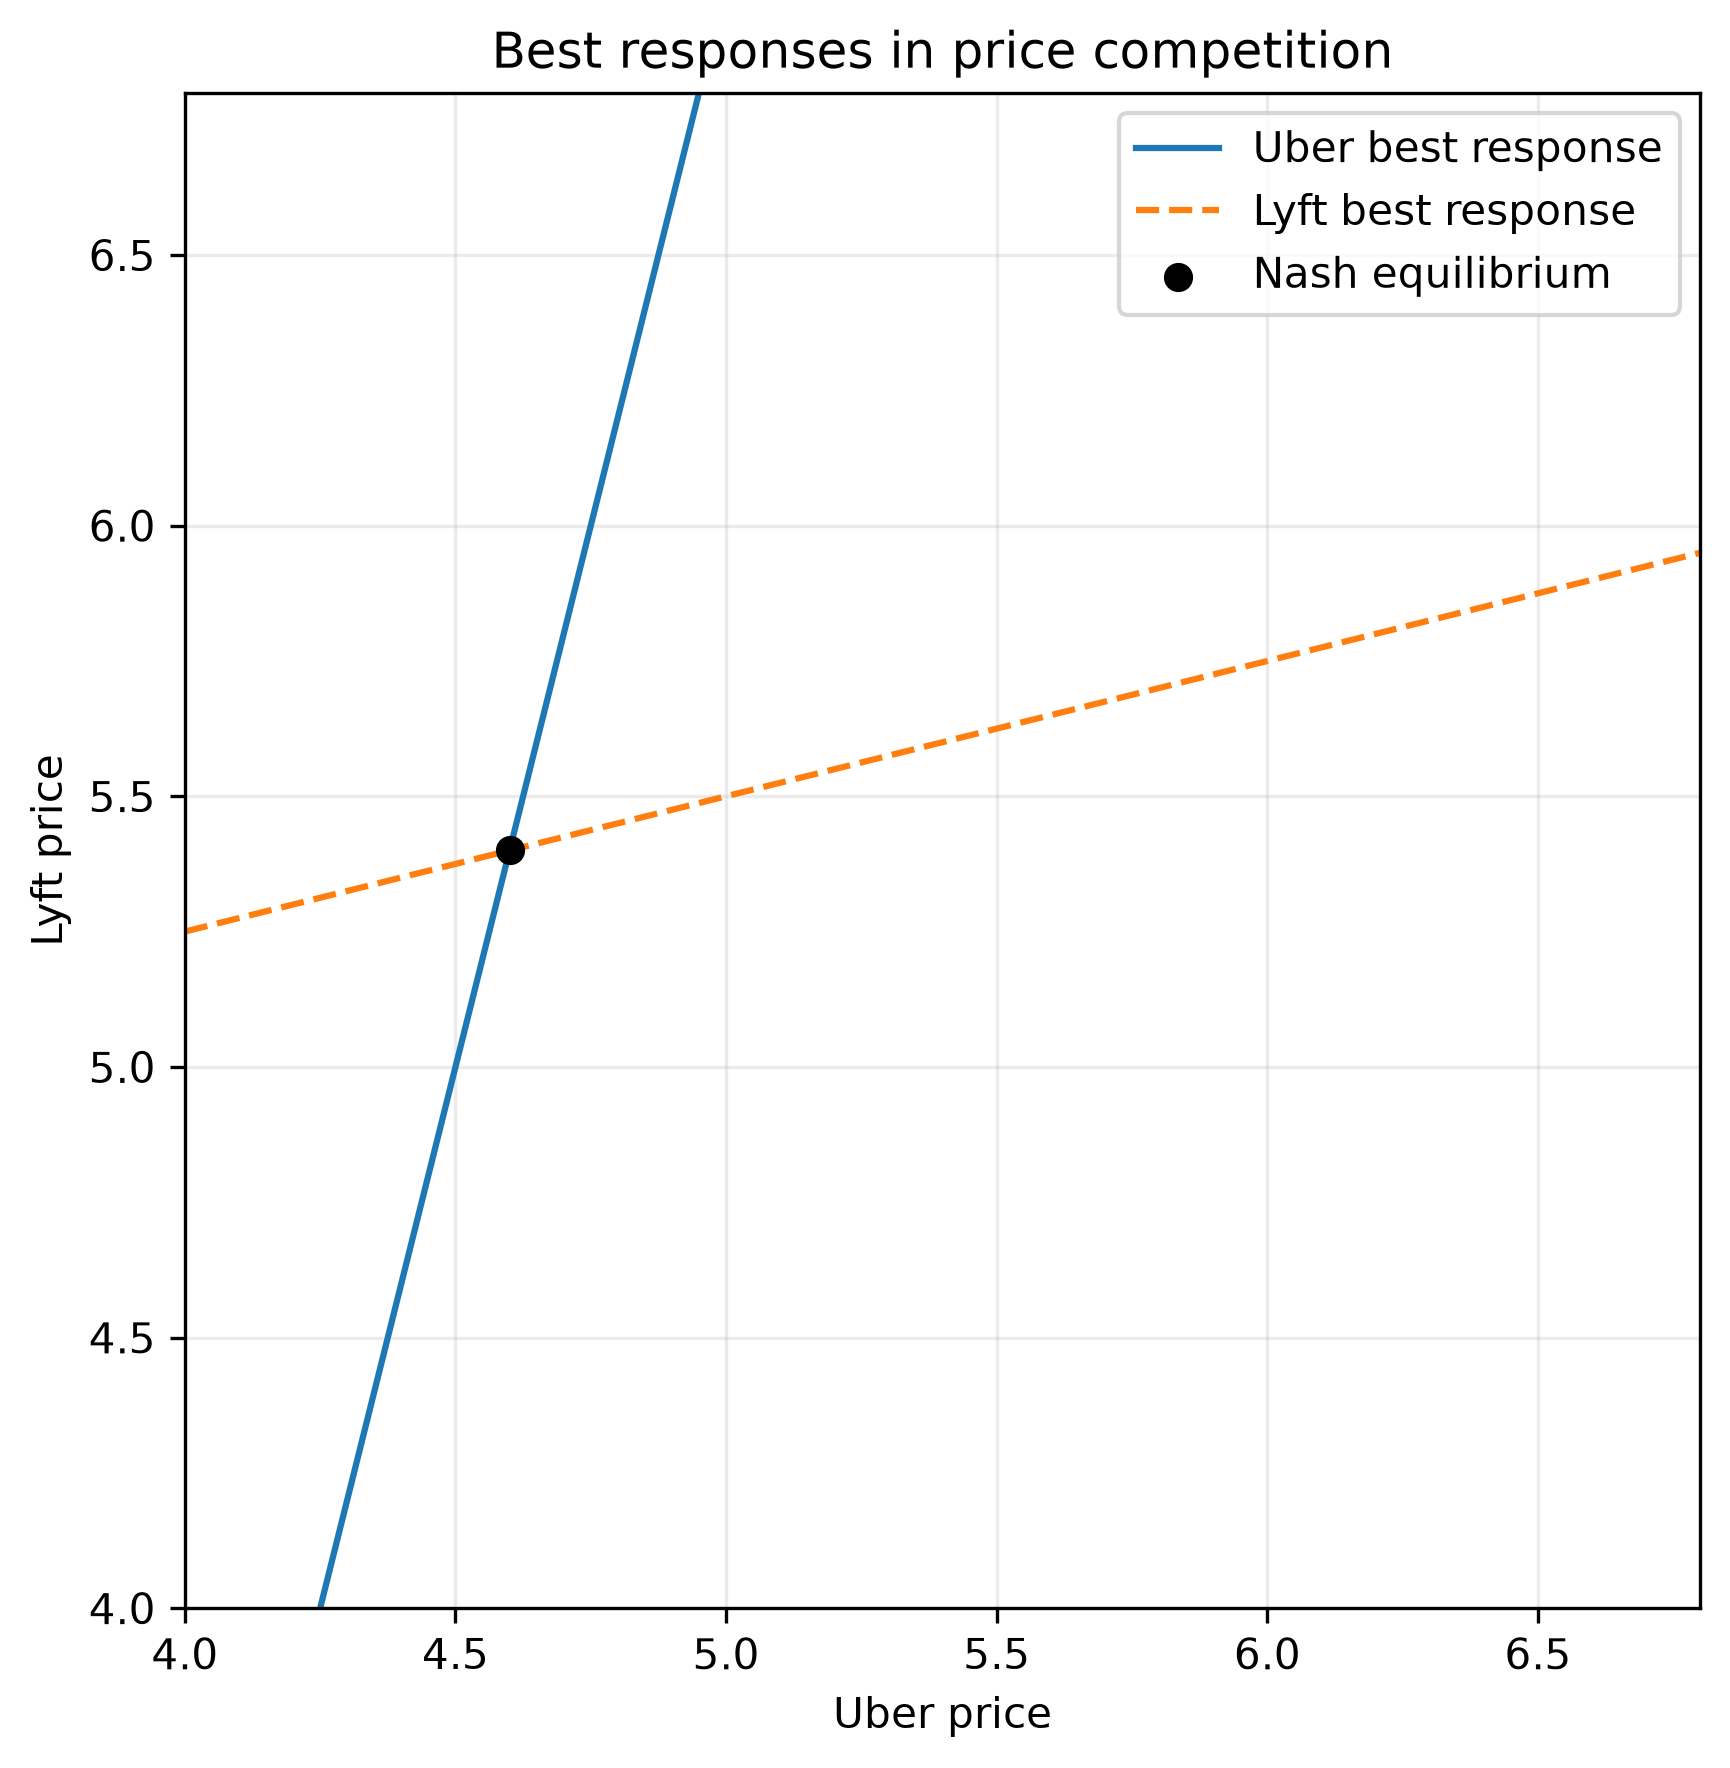 Best responses in price competition
Uber best response
Lyft best response
Nash equilibrium
Lyft price
6.5
6.0
5.5
5.0
4.5
4.0
4.0 4.5 5.0 5.5 6.0 6.5
Uber price